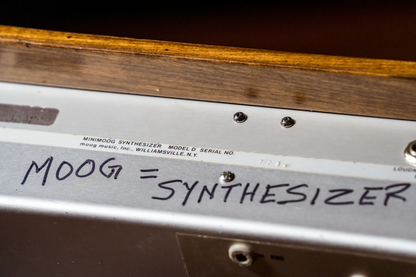 MINIMOOG SYNTHESIZER MODEL D SERIAL NO.
moog music, Inc., WILLIAMSVILLE, N.Y.
MOOG =
SYNTHESIZER